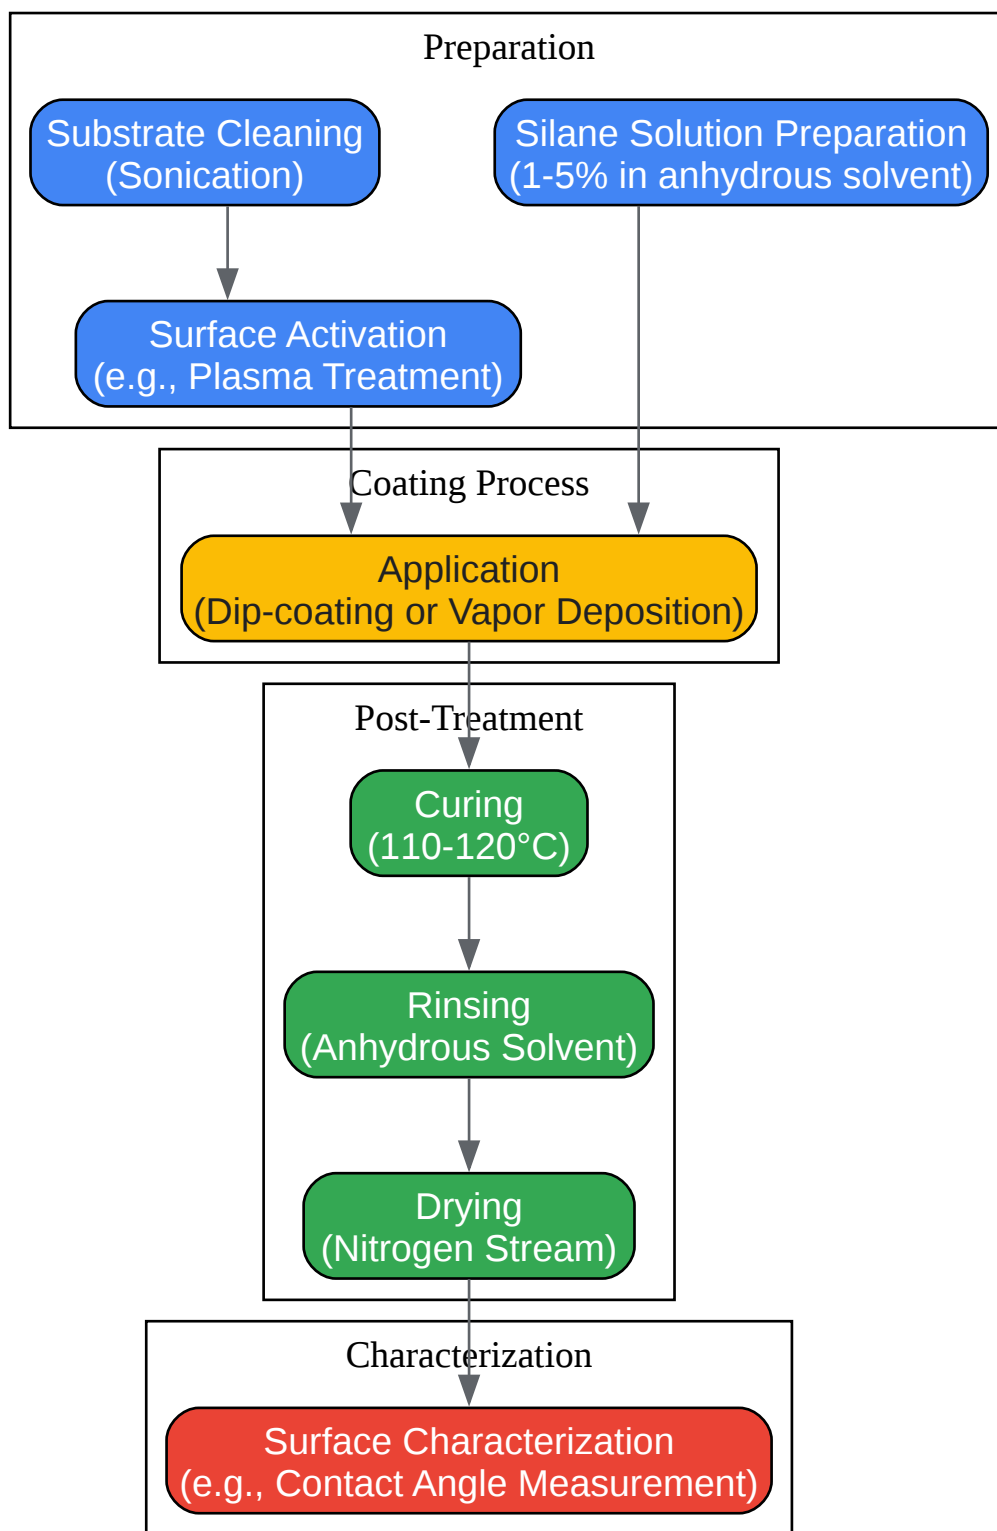 Preparation
Substrate Cleaning
(Sonication)
Silane Solution Preparation
(1-5% in anhydrous solvent)
Surface Activation
(e.g., Plasma Treatment)
Coating Process
Application
(Dip-coating or Vapor Deposition)
Post-Treatment
Curing
(110-120°C)
Rinsing
(Anhydrous Solvent)
Drying
(Nitrogen Stream)
Characterization
Surface Characterization
(e.g., Contact Angle Measurement)